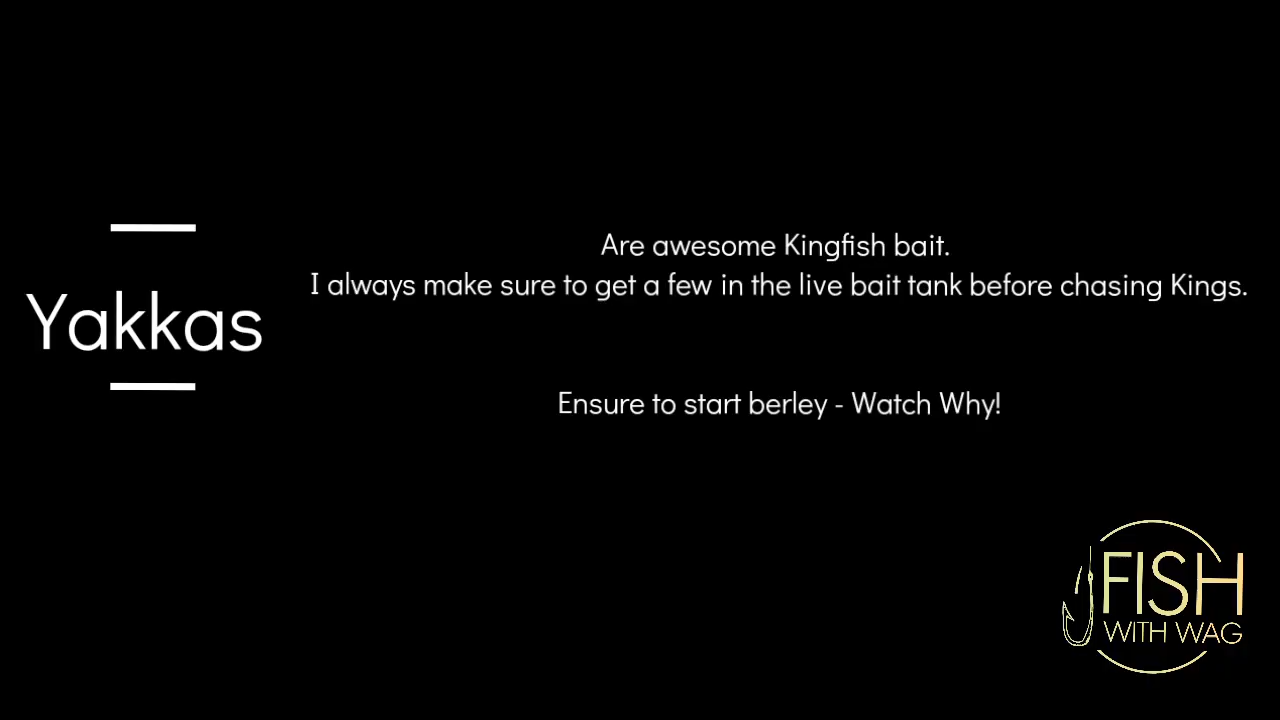 Yakkas
Are awesome Kingfish bait.
I always make sure to get a few in the live bait tank before chasing Kings.
Ensure to start berley - Watch Why!
FISH
WITH WAG